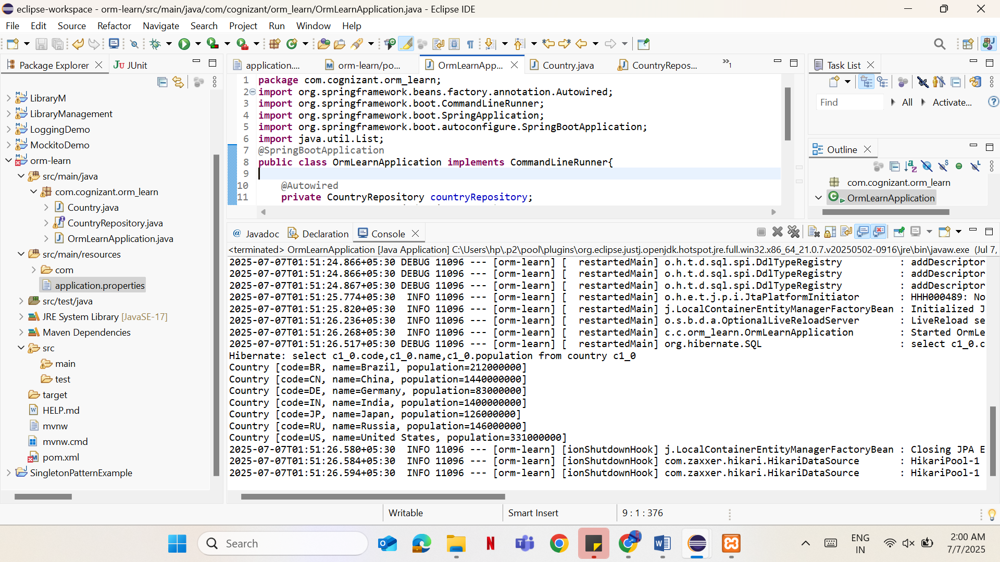 eclipse-workspace - orm-learn/src/main/java/com/cognizant/orm_learn/OrmLearnApplication.java - Eclipse IDE
File Edit Source Refactor Navigate Search Project Run Window Help
Package Explorer
JUnit
LibraryM
LibraryManagement
LoggingDemo
MockitoDemo
orm-learn
src/main/java
com.cognizant.orm_learn
Country.java
CountryRepository.java
OrmLearnApplication.java
src/main/resources
com
application.properties
src/test/java
JRE System Library [JavaSE-17]
Maven Dependencies
src
main
test
target
HELP.md
mvnw
mvnw.cmd
pom.xml
SingletonPatternExample
application.... orm-learn/po... OrmLearnApp... Country.java CountryRepos... »1
1 package com.cognizant.orm_learn;
2 import org.springframework.beans.factory.annotation.Autowired;
3 import org.springframework.boot.CommandLineRunner;
4 import org.springframework.boot.SpringApplication;
5 import org.springframework.boot.autoconfigure.SpringBootApplication;
6 import java.util.List;
7 @SpringBootApplication
8 public class OrmLearnApplication implements CommandLineRunner{
9
10 @Autowired
11 private CountryRepository countryRepository;
Task List
Find All Activate...
Outline
com.cognizant.orm_learn
OrmLearnApplication
@ Javadoc Declaration Console
<terminated> OrmLearnApplication [Java Application] C:\Users\hp\.p2\pool\plugins\org.eclipse.justj.openjdk.hotspot.jre.full.win32.x86_64_21.0.7.v20250502-0916\jre\bin\javaw.exe (Jul 7,
2025-07-07T01:51:24.866+05:30 DEBUG 11096 --- [orm-learn] [ restartedMain] o.h.t.d.sql.spi.DdlTypeRegistry : addDescriptor
2025-07-07T01:51:24.866+05:30 DEBUG 11096 --- [orm-learn] [ restartedMain] o.h.t.d.sql.spi.DdlTypeRegistry : addDescriptor
2025-07-07T01:51:24.867+05:30 DEBUG 11096 --- [orm-learn] [ restartedMain] o.h.t.d.sql.spi.DdlTypeRegistry : addDescriptor
2025-07-07T01:51:25.774+05:30 INFO 11096 --- [orm-learn] [ restartedMain] o.h.e.t.j.p.i.JtaPlatformInitiator : HHH000489: No
2025-07-07T01:51:25.820+05:30 INFO 11096 --- [orm-learn] [ restartedMain] j.LocalContainerEntityManagerFactoryBean : Initialized J
2025-07-07T01:51:26.236+05:30 INFO 11096 --- [orm-learn] [ restartedMain] o.s.b.d.a.OptionalLiveReloadServer : LiveReload se
2025-07-07T01:51:26.268+05:30 INFO 11096 --- [orm-learn] [ restartedMain] c.c.orm_learn.OrmLearnApplication : Started OrmLe
2025-07-07T01:51:26.517+05:30 DEBUG 11096 --- [orm-learn] [ restartedMain] org.hibernate.SQL : select c1_0.c
Hibernate: select c1_0.code,c1_0.name,c1_0.population from country c1_0
Country [code=BR, name=Brazil, population=212000000]
Country [code=CN, name=China, population=1440000000]
Country [code=DE, name=Germany, population=83000000]
Country [code=IN, name=India, population=1400000000]
Country [code=JP, name=Japan, population=126000000]
Country [code=RU, name=Russia, population=146000000]
Country [code=US, name=United States, population=331000000]
2025-07-07T01:51:26.580+05:30 INFO 11096 --- [orm-learn] [ionShutdownHook] j.LocalContainerEntityManagerFactoryBean : Closing JPA E
2025-07-07T01:51:26.584+05:30 INFO 11096 --- [orm-learn] [ionShutdownHook] com.zaxxer.hikari.HikariDataSource : HikariPool-1
2025-07-07T01:51:26.594+05:30 INFO 11096 --- [orm-learn] [ionShutdownHook] com.zaxxer.hikari.HikariDataSource : HikariPool-1
Writable Smart Insert 9 : 1 : 376
Search
ENG
IN
2:00 AM
7/7/2025